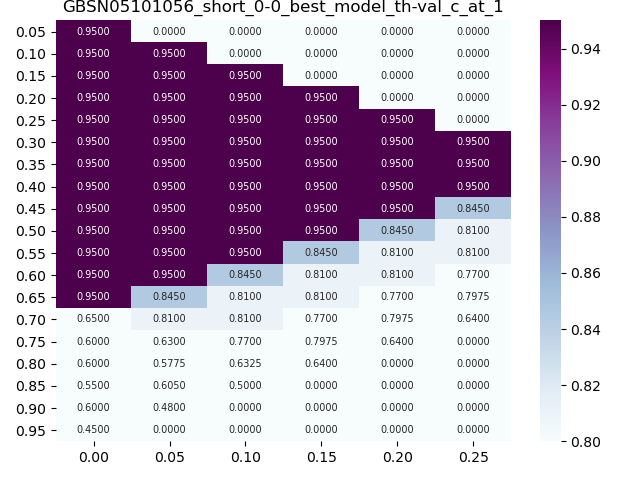 GBSN05101056_short_0-0_best_model_th-val_c_at_1
0.05 0.9500 0.0000 0.0000 0.0000 0.0000 0.0000
0.10 0.9500 0.9500 0.0000 0.0000 0.0000 0.0000
0.15 0.9500 0.9500 0.9500 0.0000 0.0000 0.0000
0.20 0.9500 0.9500 0.9500 0.9500 0.0000 0.0000
0.25 0.9500 0.9500 0.9500 0.9500 0.9500 0.0000
0.30 0.9500 0.9500 0.9500 0.9500 0.9500 0.9500
0.35 0.9500 0.9500 0.9500 0.9500 0.9500 0.9500
0.40 0.9500 0.9500 0.9500 0.9500 0.9500 0.9500
0.45 0.9500 0.9500 0.9500 0.9500 0.9500 0.8450
0.50 0.9500 0.9500 0.9500 0.9500 0.8450 0.8100
0.55 0.9500 0.9500 0.9500 0.8450 0.8100 0.8100
0.60 0.9500 0.9500 0.8450 0.8100 0.8100 0.7700
0.65 0.9500 0.8450 0.8100 0.8100 0.7700 0.7975
0.70 0.6500 0.8100 0.8100 0.7700 0.7975 0.6400
0.75 0.6000 0.6300 0.7700 0.7975 0.6400 0.0000
0.80 0.6000 0.5775 0.6325 0.6400 0.0000 0.0000
0.85 0.5500 0.6050 0.5000 0.0000 0.0000 0.0000
0.90 0.6000 0.4800 0.0000 0.0000 0.0000 0.0000
0.95 0.4500 0.0000 0.0000 0.0000 0.0000 0.0000
0.00 0.05 0.10 0.15 0.20 0.25
0.94
0.92
0.90
0.88
0.86
0.84
0.82
0.80